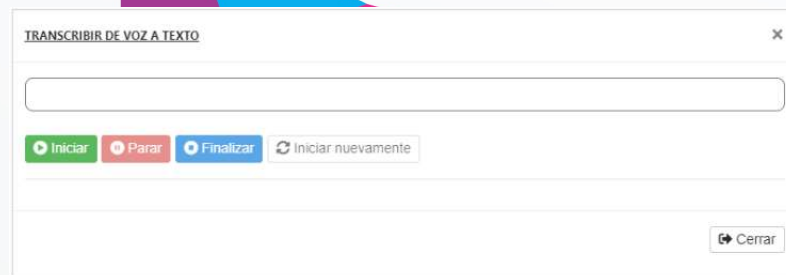 TRANSCRIBIR DE VOZ A TEXTO
Iniciar Parar Finalizar Iniciar nuevamente
Cerrar